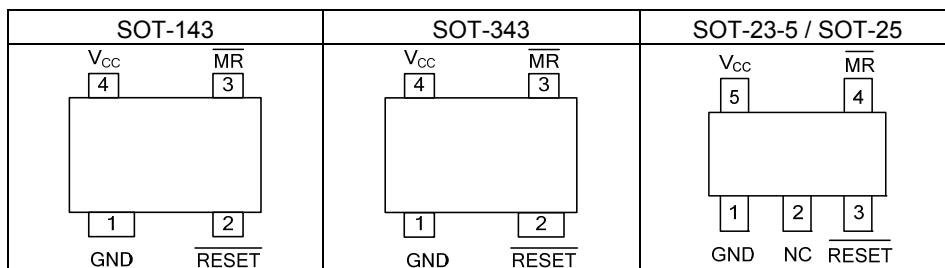 SOT-143 SOT-343 SOT-23-5 / SOT-25
VCC MR VCC MR VCC MR
4 3 4 3 5 4
1 2 1 2 1 2 3
GND RESET GND RESET GND NC RESET